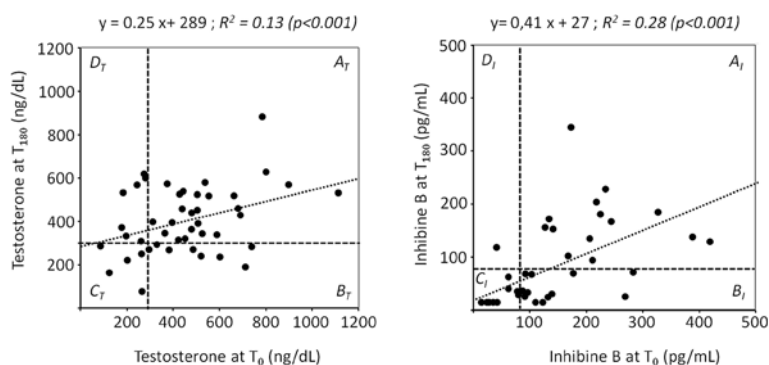 y = 0.25 x+ 289 ; R² = 0.13 (p<0.001)
1200
1000
800
600
400
200
D_T
A_T
C_T
B_T
200 400 600 800 1000 1200
Testosterone at T₁₈₀
(ng/dL)
Testosterone at T₀ (ng/dL)
y= 0,41 x + 27 ; R² = 0.28 (p<0.001)
500
400
300
200
100
D_I
A_I
C_I
B_I
0 100 200 300 400 500
Inhibine B at T₁₈₀
(pg/mL)
Inhibine B at T₀ (pg/mL)